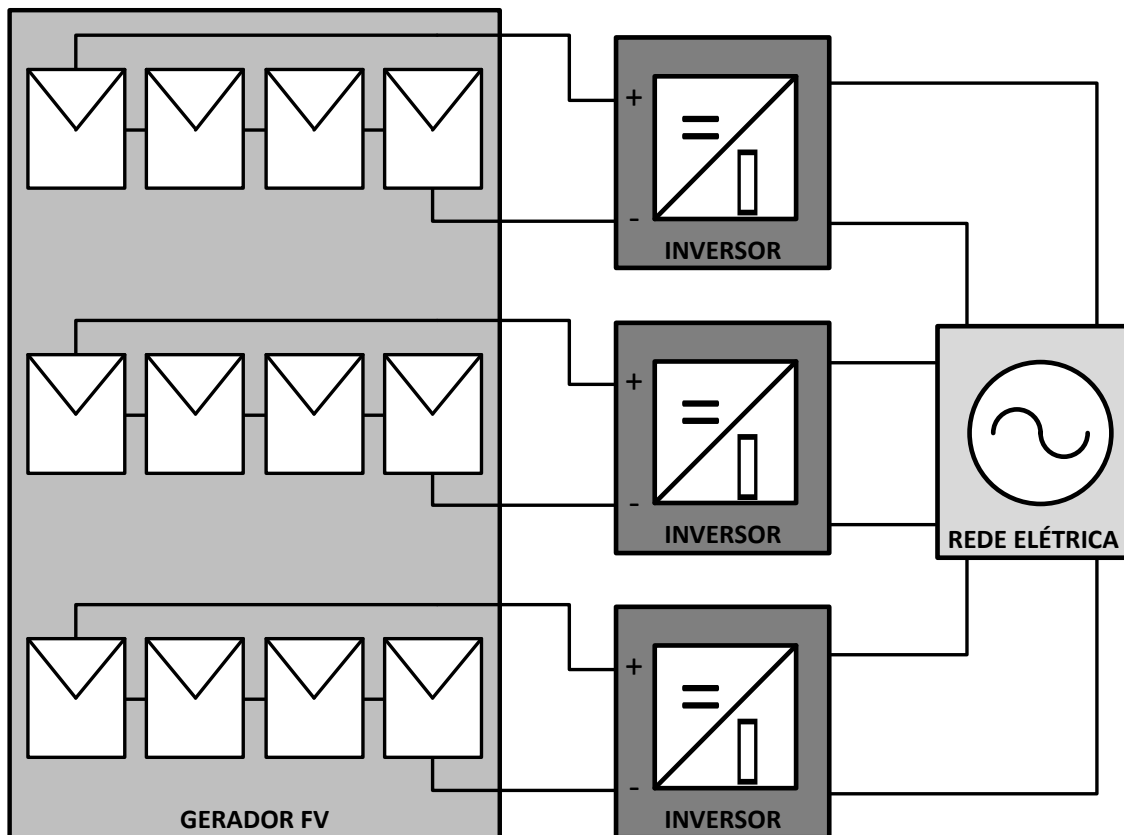 +
-
INVERSOR
+
-
INVERSOR
REDE ELÉTRICA
+
-
INVERSOR
GERADOR FV